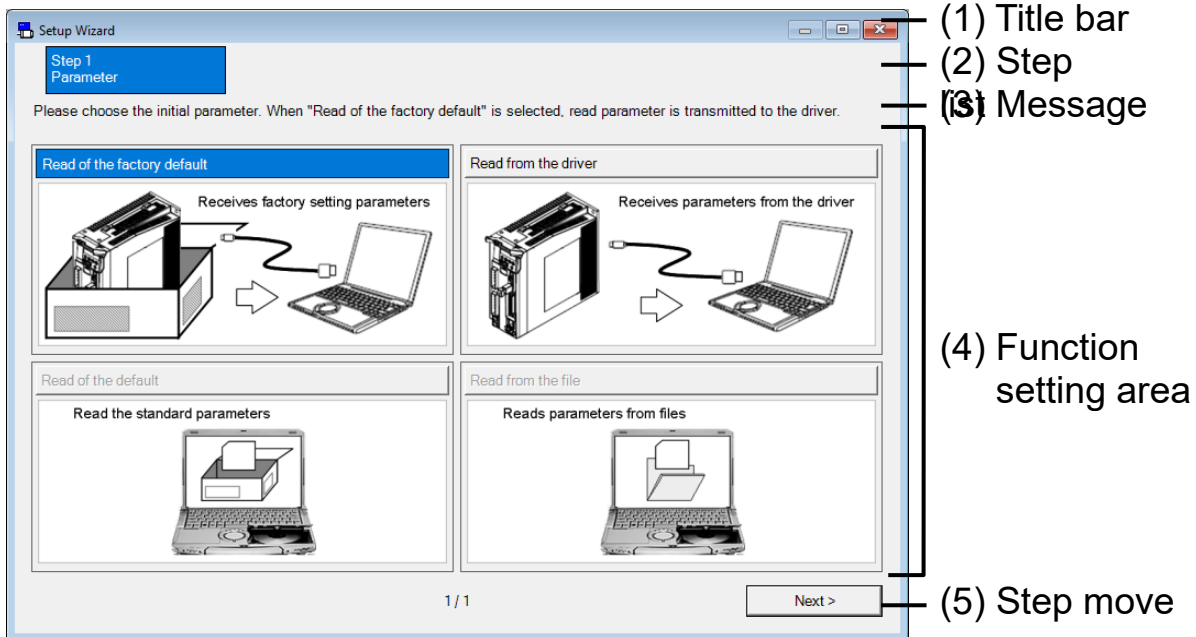 Setup Wizard
(1) Title bar
Step 1
Parameter
(2) Step
list
(3) Message
Please choose the initial parameter. When "Read of the factory default" is selected, read parameter is transmitted to the driver.
Read of the factory default
Read from the driver
Receives factory setting parameters
Receives parameters from the driver
(4) Function
setting area
Read of the default
Read from the file
Read the standard parameters
Reads parameters from files
1 / 1
Next >
(5) Step move